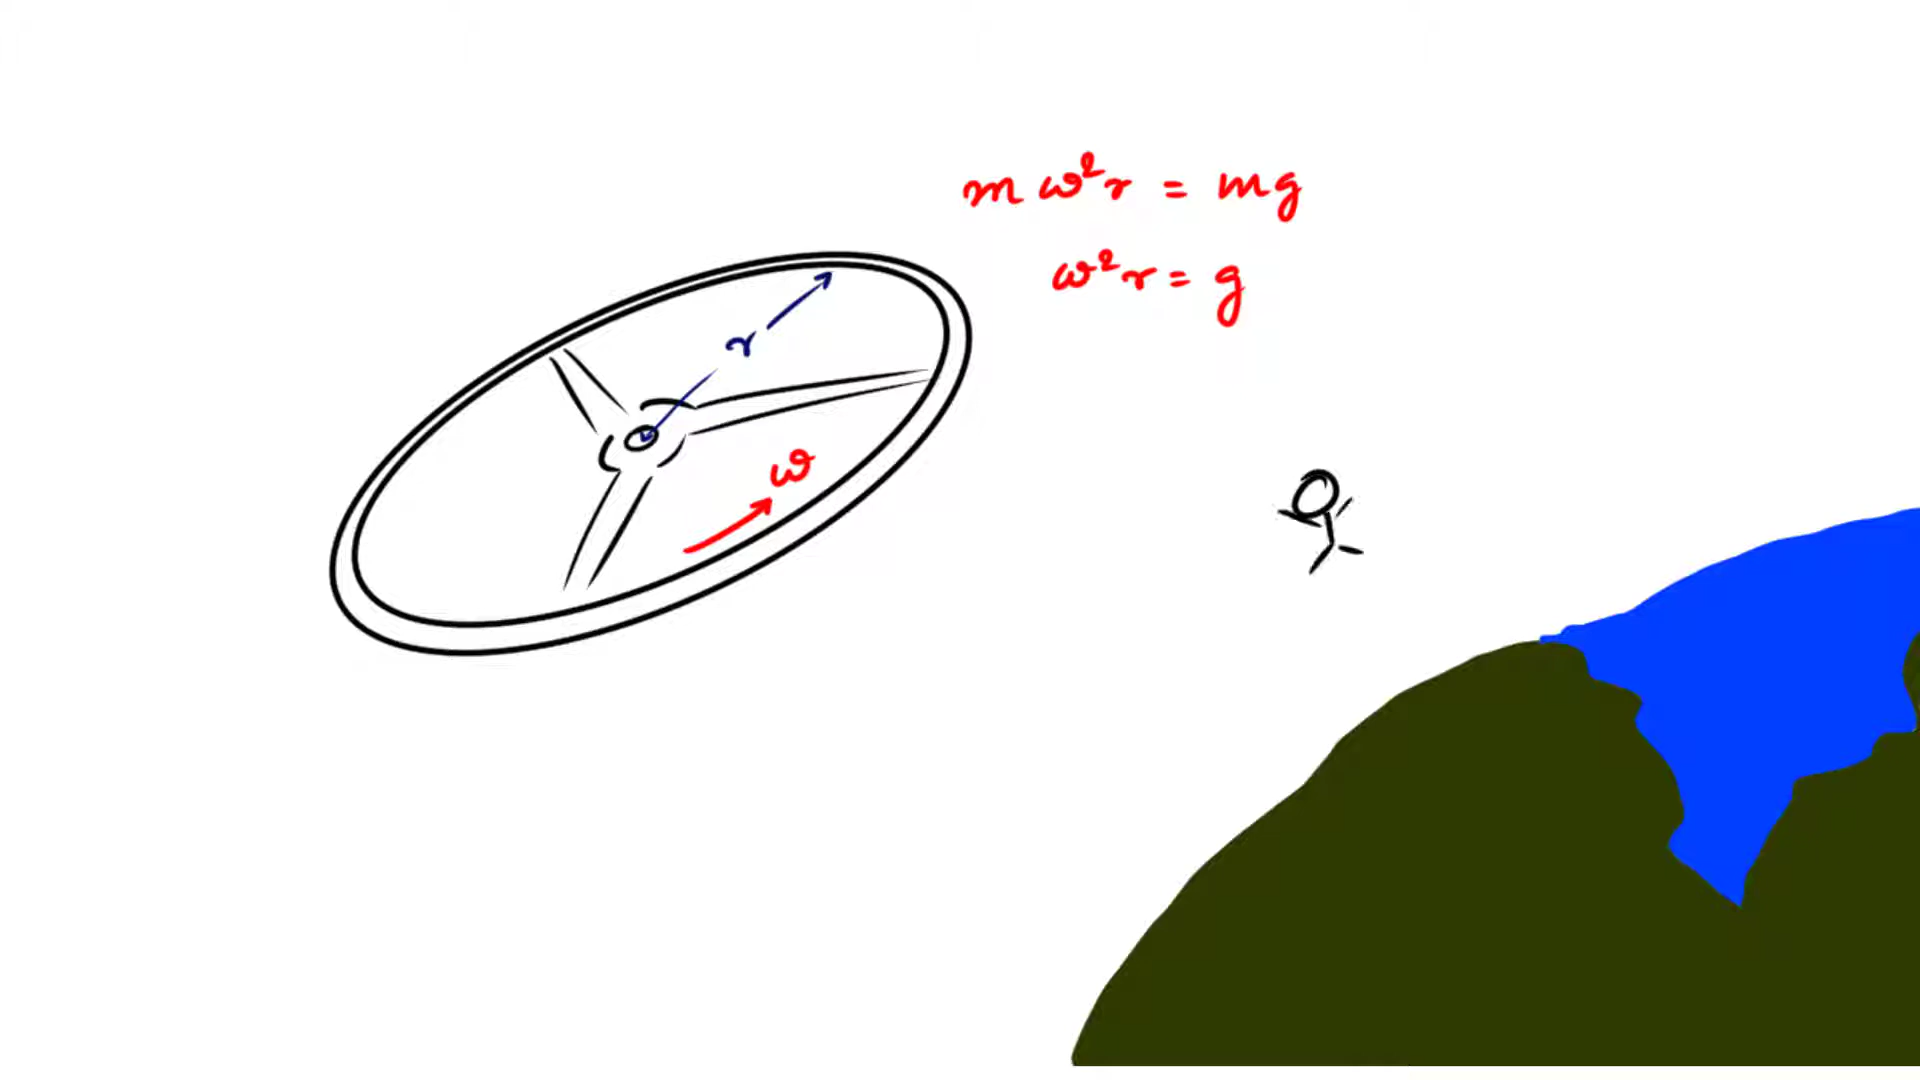 mω²r = mg
ω²r = g
r
ω